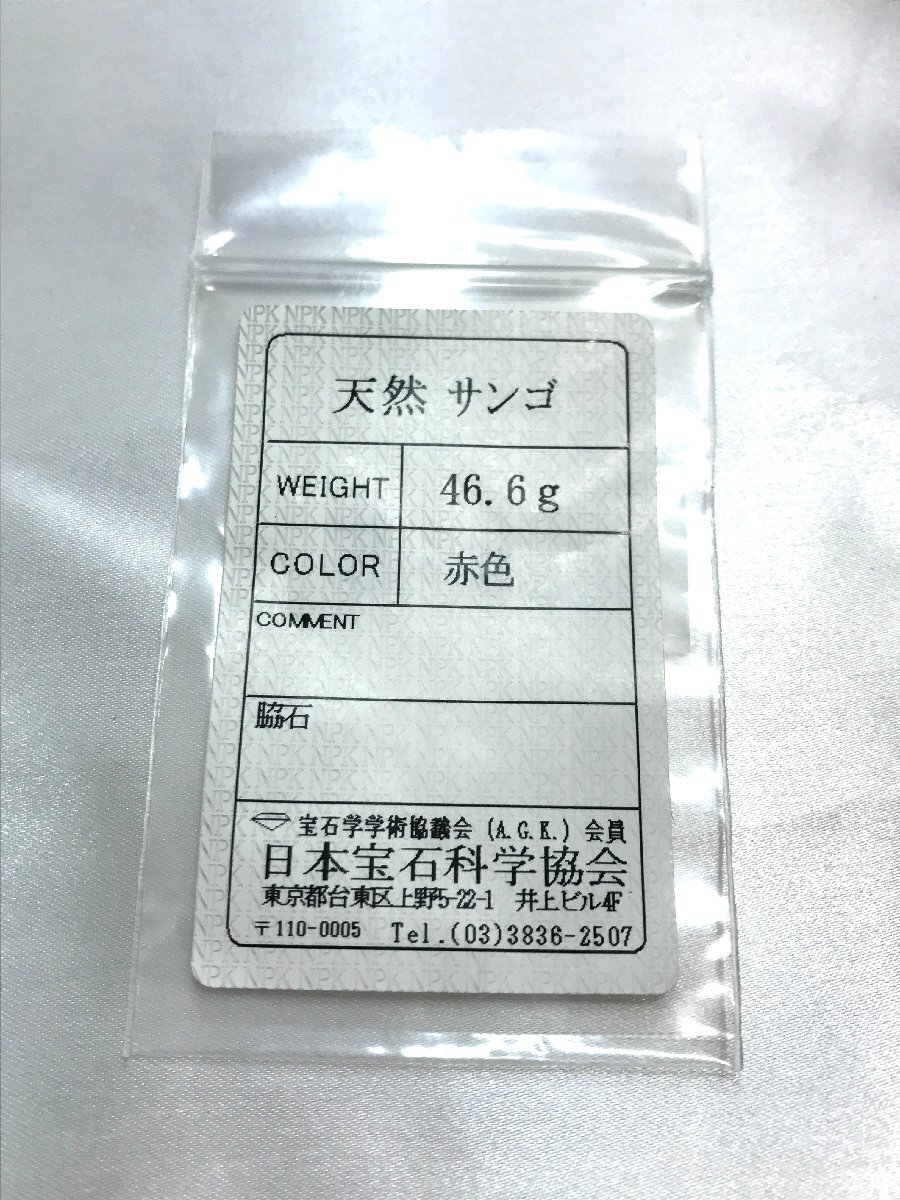 天然 サンゴ
WEIGHT 46.6g
COLOR 赤色
COMMENT
脇石
宝石学学術協議会 (A.G.K.) 会員
日本宝石科学協会
東京都台東区上野5-22-1 井上ビル4F
〒110-0005 Tel.(03)3836-2507
NPK